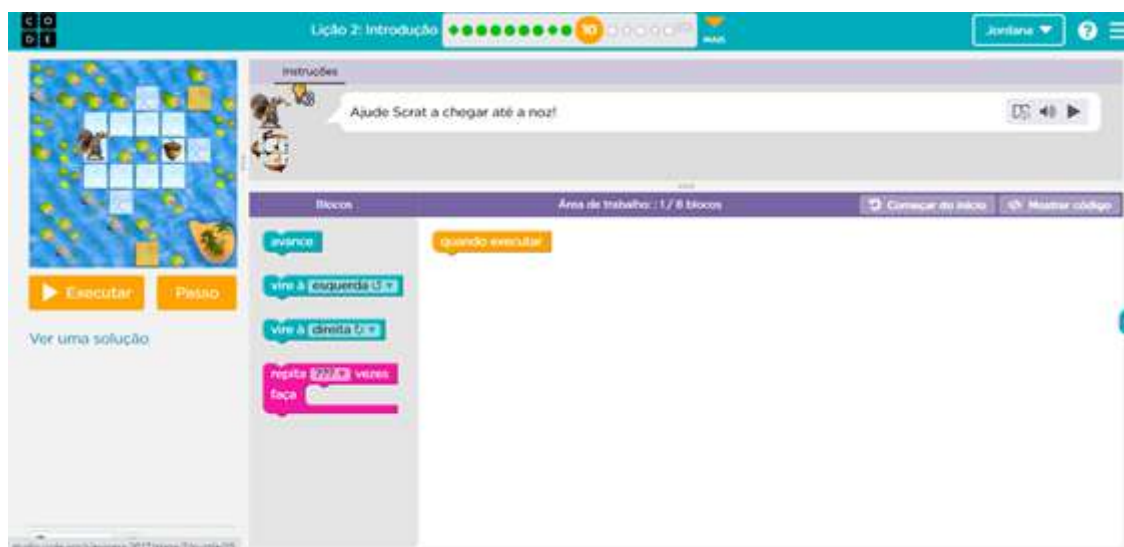 C O
D E
Lição 2: Introdução
10
MAIS
Jordana
?
Instruções
Ajude Scrat a chegar até a noz!
Blocos
Área de trabalho: : 1 / 8 blocos
Começar do início
Mostrar código
avance
quando executar
vire à esquerda
vire à direita
repita ??? vezes
faça
Executar
Passo
Ver uma solução